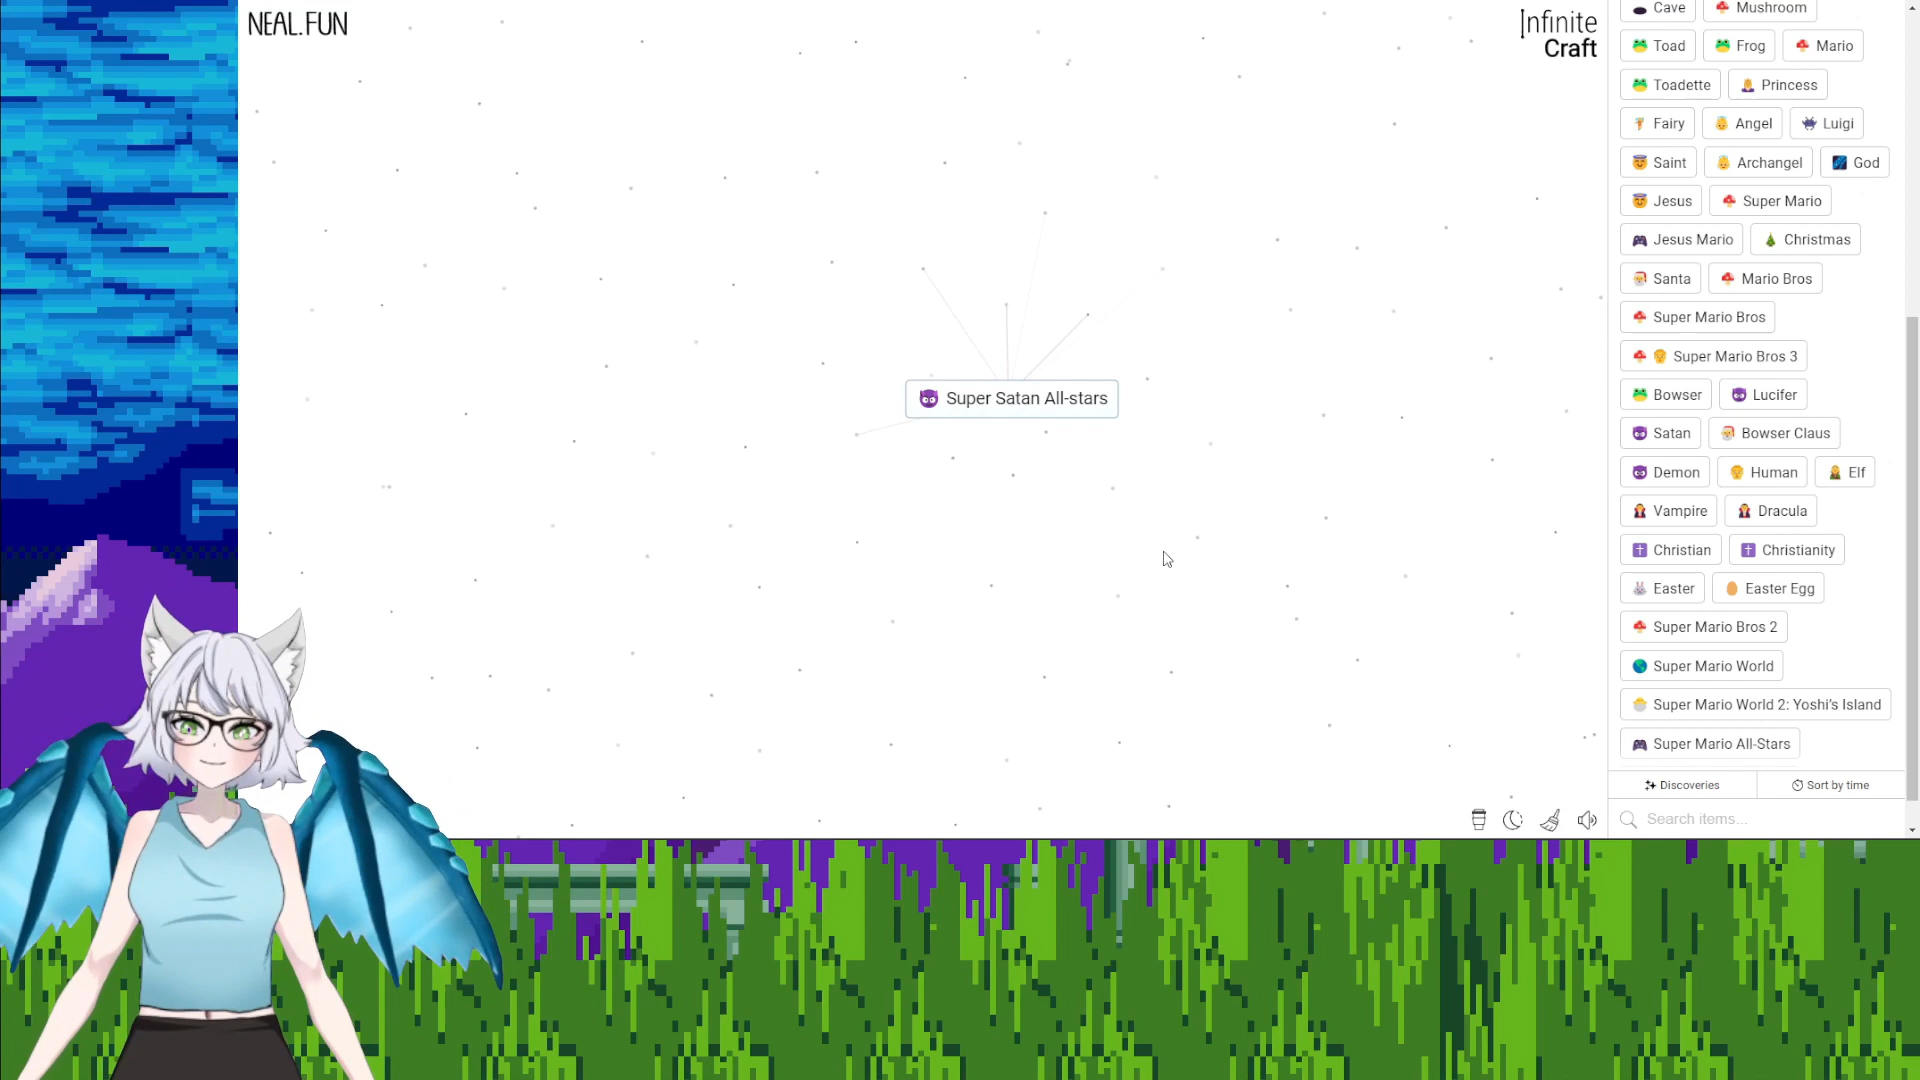 NEAL.FUN
Infinite
Craft
Super Satan All-stars
Cave Mushroom
Toad Frog Mario
Toadette Princess
Fairy Angel Luigi
Saint Archangel God
Jesus Super Mario
Jesus Mario Christmas
Santa Mario Bros
Super Mario Bros
Super Mario Bros 3
Bowser Lucifer
Satan Bowser Claus
Demon Human Elf
Vampire Dracula
Christian Christianity
Easter Easter Egg
Super Mario Bros 2
Super Mario World
Super Mario World 2: Yoshi's Island
Super Mario All-Stars
Discoveries Sort by time
Search items...